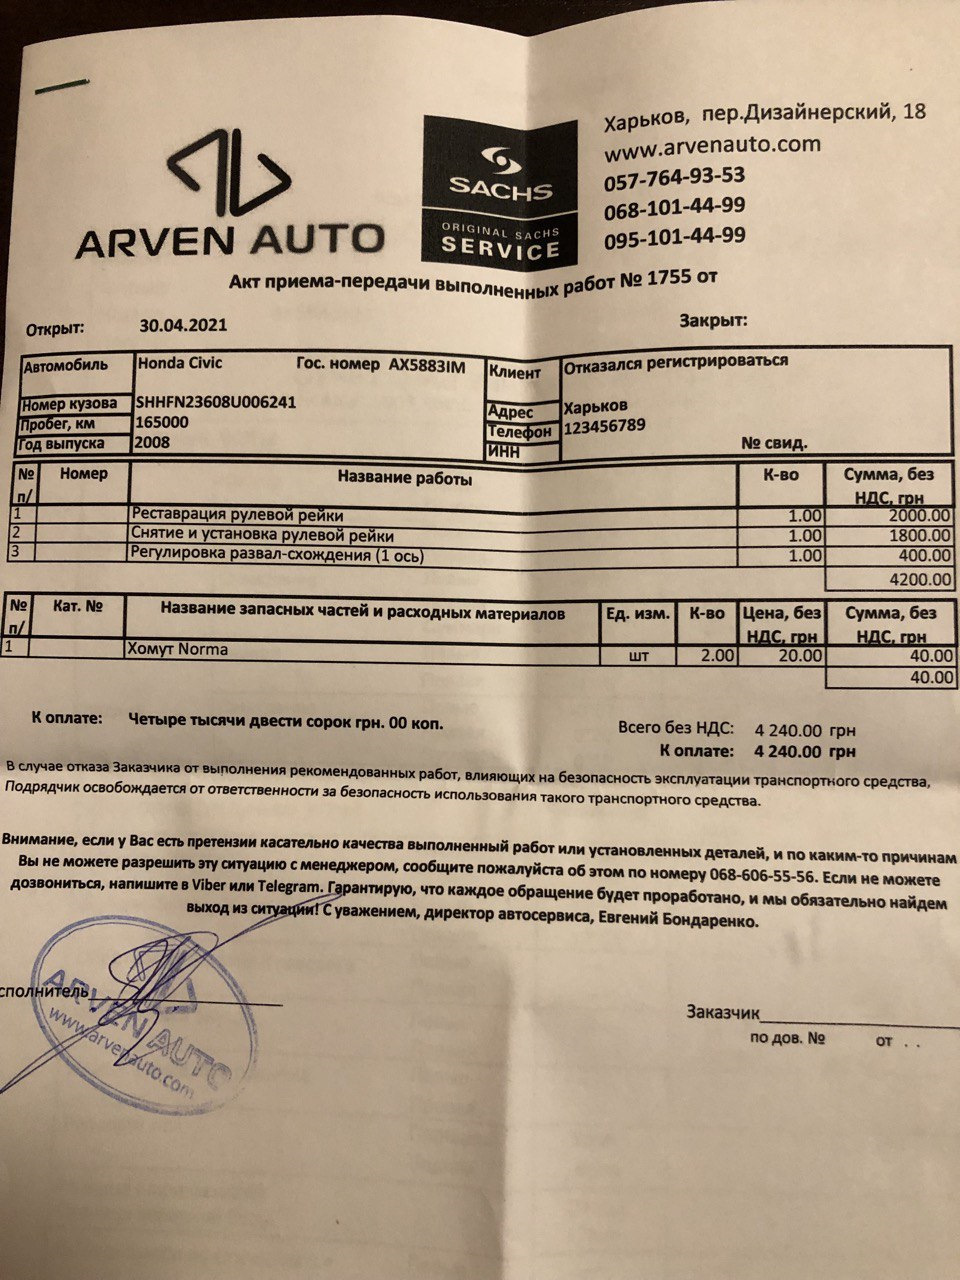 ARVEN AUTO
SACHS
ORIGINAL SACHS
SERVICE
Харьков, пер.Дизайнерский, 18
www.arvenauto.com
057-764-93-53
068-101-44-99
095-101-44-99
Акт приема-передачи выполненных работ № 1755 от
Открыт: 30.04.2021 Закрыт:
Автомобиль Honda Civic Гос. номер AX5883IM Клиент Отказался регистрироваться
Номер кузова SHHFN23608U006241 Адрес Харьков
Пробег, км 165000 Телефон 123456789
Год выпуска 2008 ИНН № свид.
№ п/ Номер Название работы К-во Сумма, без НДС, грн
1 Реставрация рулевой рейки 1.00 2000.00
2 Снятие и установка рулевой рейки 1.00 1800.00
3 Регулировка развал-схождения (1 ось) 1.00 400.00
4200.00
№ п/ Кат. № Название запасных частей и расходных материалов Ед. изм. К-во Цена, без НДС, грн Сумма, без НДС, грн
1 Хомут Norma шт 2.00 20.00 40.00
40.00
К оплате: Четыре тысячи двести сорок грн. 00 коп. Всего без НДС: 4 240.00 грн
К оплате: 4 240.00 грн
В случае отказа Заказчика от выполнения рекомендованных работ, влияющих на безопасность эксплуатации транспортного средства,
Подрядчик освобождается от ответственности за безопасность использования такого транспортного средства.
Внимание, если у Вас есть претензии касательно качества выполненный работ или установленных деталей, и по каким-то причинам
Вы не можете разрешить эту ситуацию с менеджером, сообщите пожалуйста об этом по номеру 068-606-55-56. Если не можете
дозвониться, напишите в Viber или Telegram. Гарантирую, что каждое обращение будет проработано, и мы обязательно найдем
выход из ситуации! С уважением, директор автосервиса, Евгений Бондаренко.
сполнитель
ARVEN AUTO
www.arvenauto.com
Заказчик
по дов. № от . .